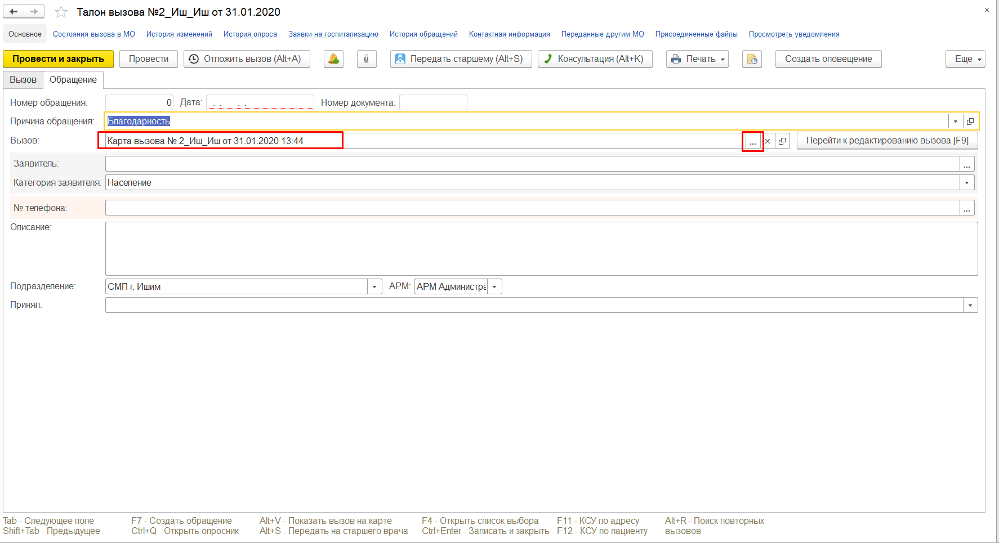 Талон вызова №2_Иш_Иш от 31.01.2020
Основное Состояния вызова в МО История изменений История опроса Заявки на госпитализацию История обращений Контактная информация Переданные другим МО Присоединенные файлы Просмотреть уведомления
Провести и закрыть Провести Отложить вызов (Alt+A) Передать старшему (Alt+S) Консультация (Alt+K) Печать Создать оповещение Еще
Вызов Обращение
Номер обращения: 0 Дата: . . : : Номер документа:
Причина обращения: Благодарность
Вызов: Карта вызова № 2_Иш_Иш от 31.01.2020 13:44 ... × Перейти к редактированию вызова [F9]
Заявитель: ...
Категория заявителя: Население
№ телефона: ...
Описание:
Подразделение: СМП г. Ишим АРМ: АРМ Администра
Принял:
Tab - Следующее поле F7 - Создать обращение Alt+V - Показать вызов на карте F4 - Открыть список выбора F11 - КСУ по адресу Alt+R - Поиск повторных
Shift+Tab - Предыдущее Ctrl+Q - Открыть опросник Alt+S - Передать на старшего врача Ctrl+Enter - Записать и закрыть F12 - КСУ по пациенту вызовов